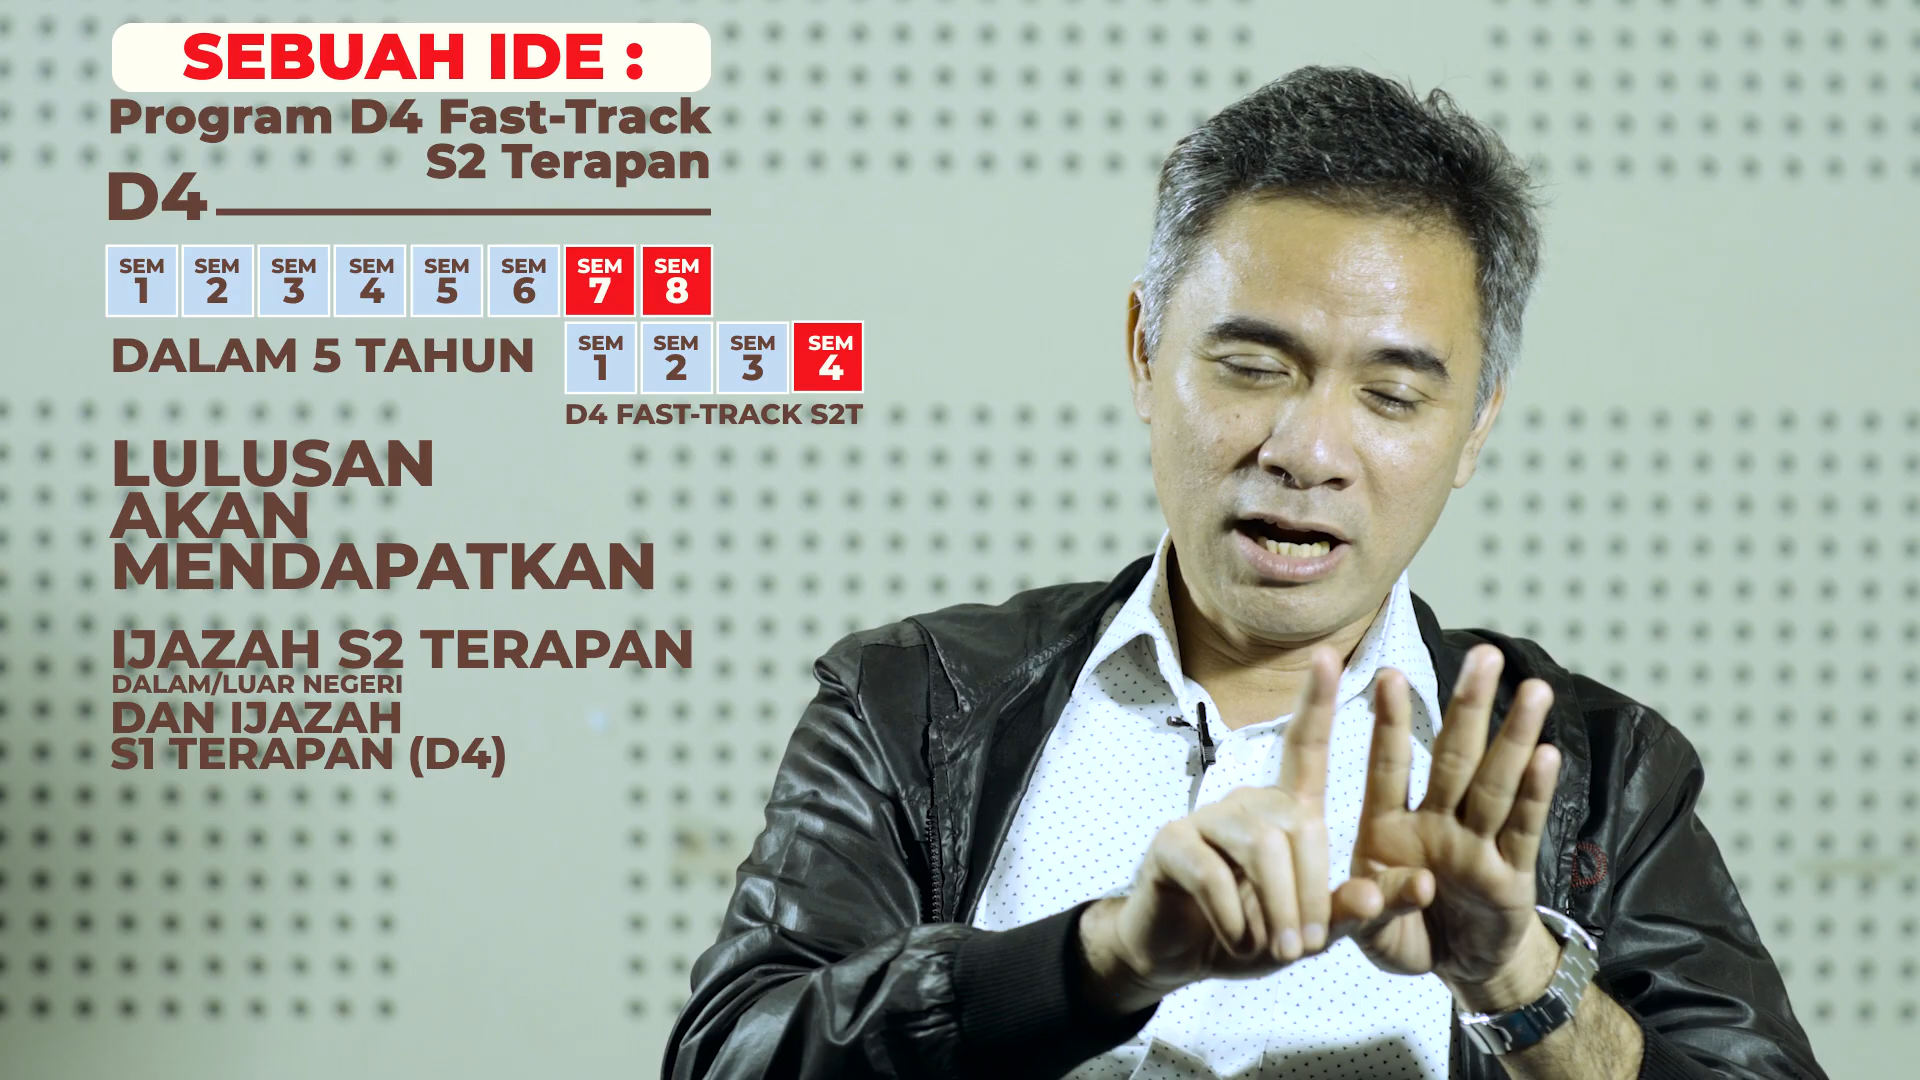 SEBUAH IDE :
Program D4 Fast-Track
S2 Terapan
D4
SEM 1 SEM 2 SEM 3 SEM 4 SEM 5 SEM 6 SEM 7 SEM 8
DALAM 5 TAHUN
SEM 1 SEM 2 SEM 3 SEM 4
D4 FAST-TRACK S2T
LULUSAN
AKAN
MENDAPATKAN
IJAZAH S2 TERAPAN
DALAM/LUAR NEGERI
DAN IJAZAH
S1 TERAPAN (D4)